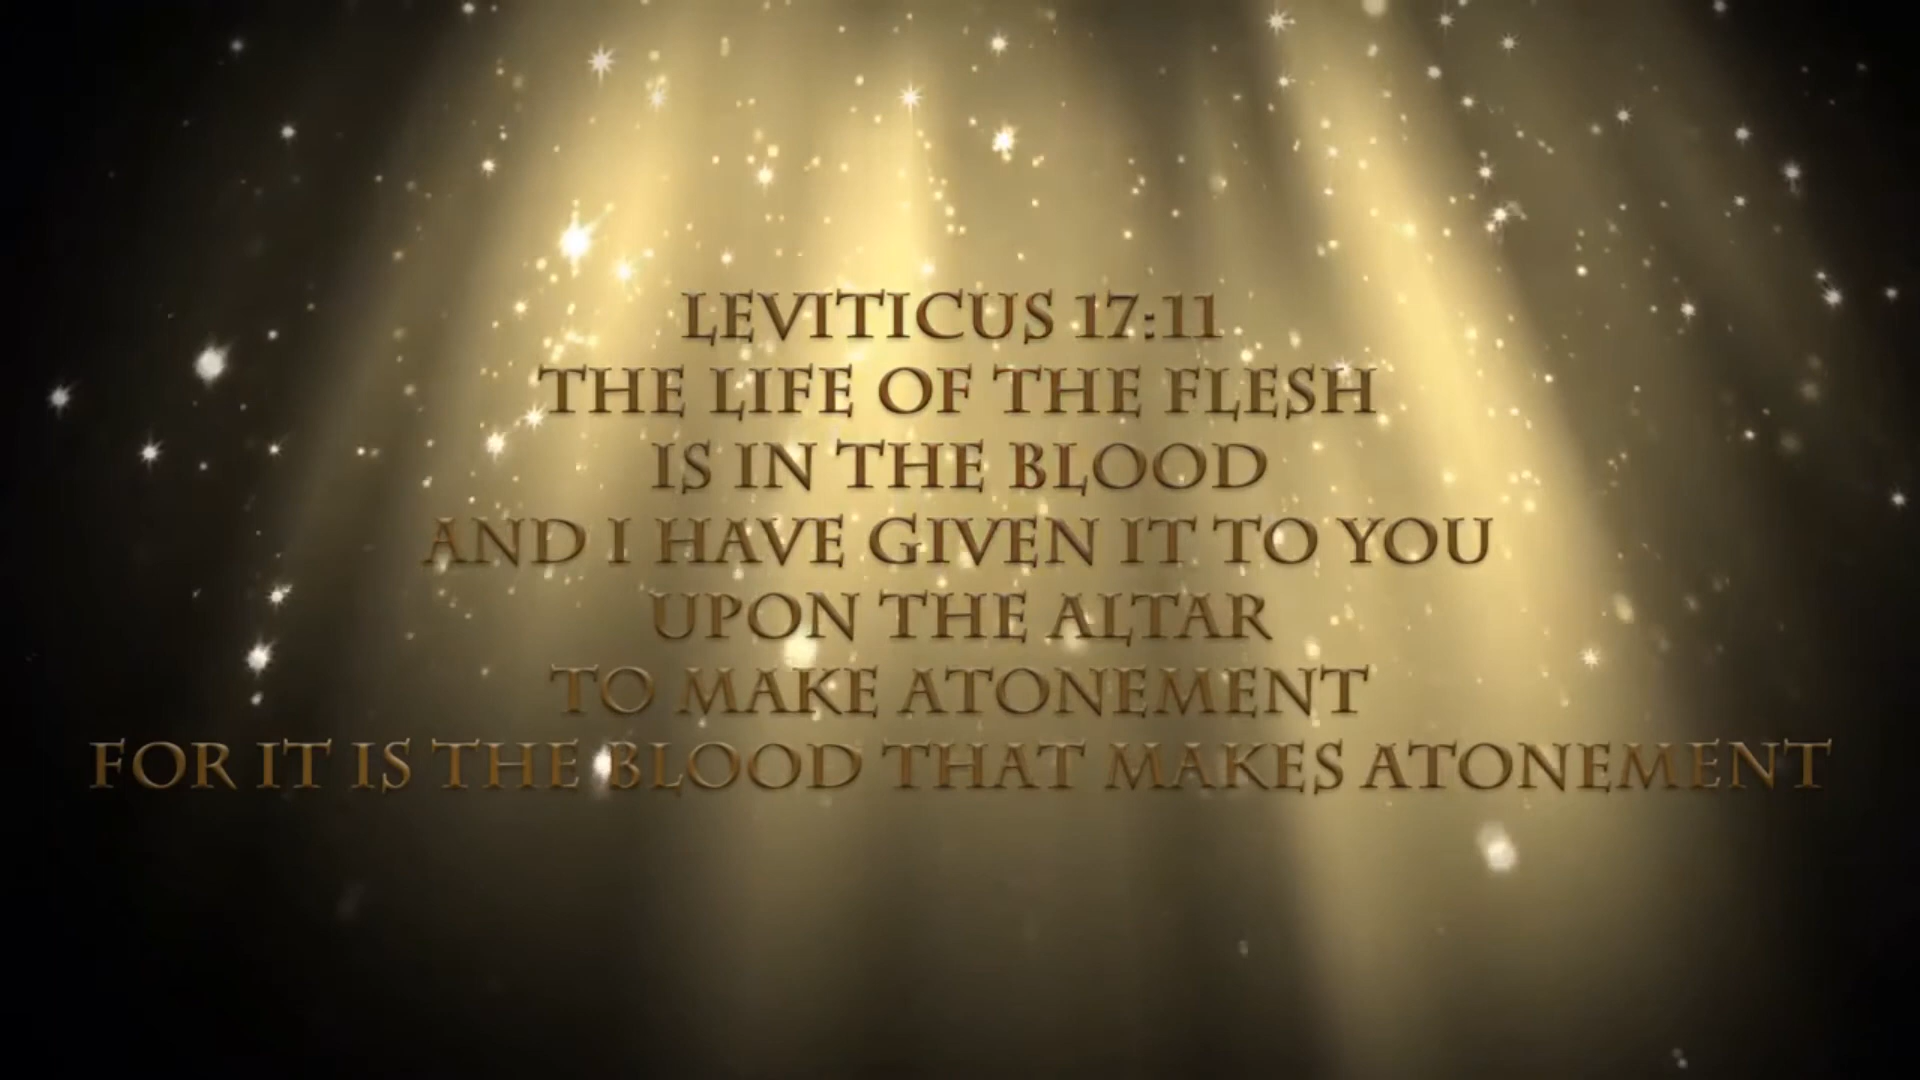 LEVITICUS 17:11
THE LIFE OF THE FLESH
IS IN THE BLOOD
AND I HAVE GIVEN IT TO YOU
UPON THE ALTAR
TO MAKE ATONEMENT
FOR IT IS THE BLOOD THAT MAKES ATONEMENT